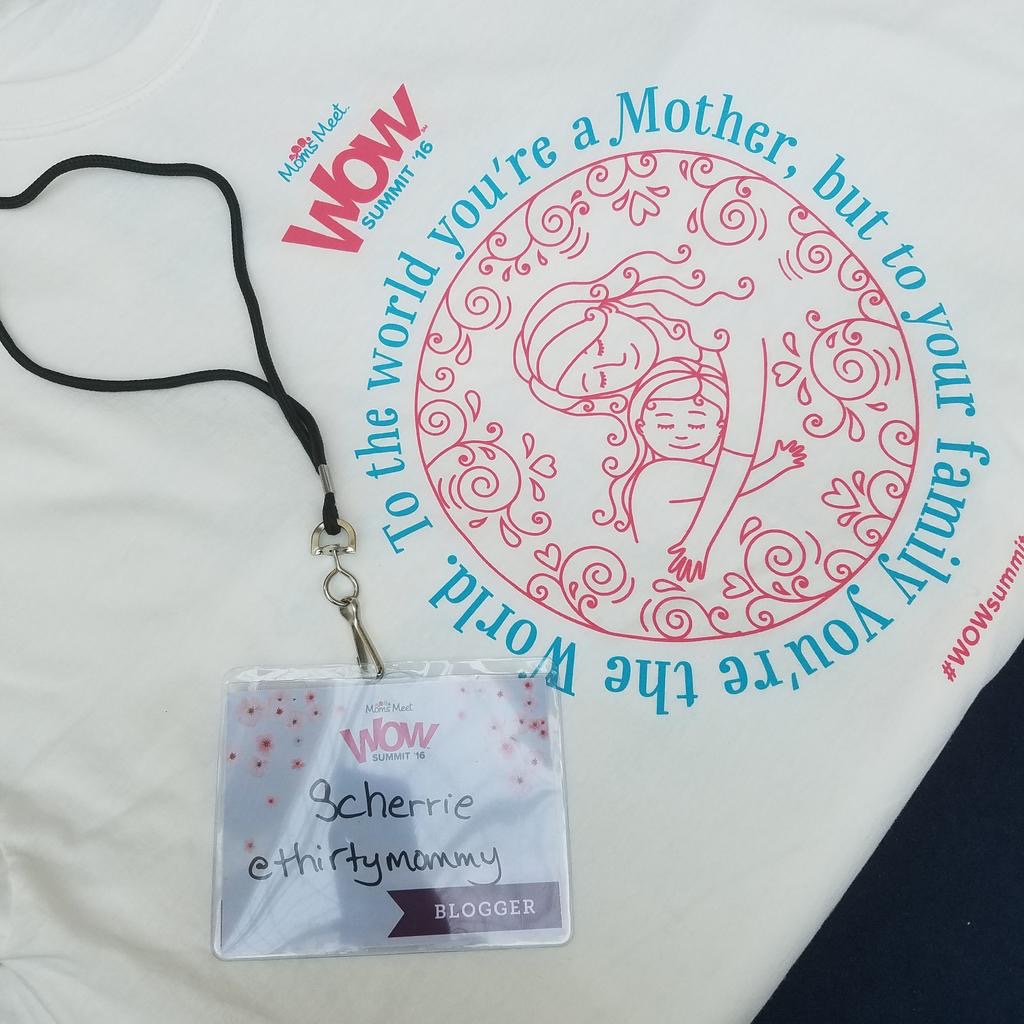 Moms Meet
WOW
SUMMIT '16
To the world you're a Mother, but to your family you're the World.
#WOWsummi
Moms Meet
WOW
SUMMIT '16
Scherrie
@thirtymommy
BLOGGER